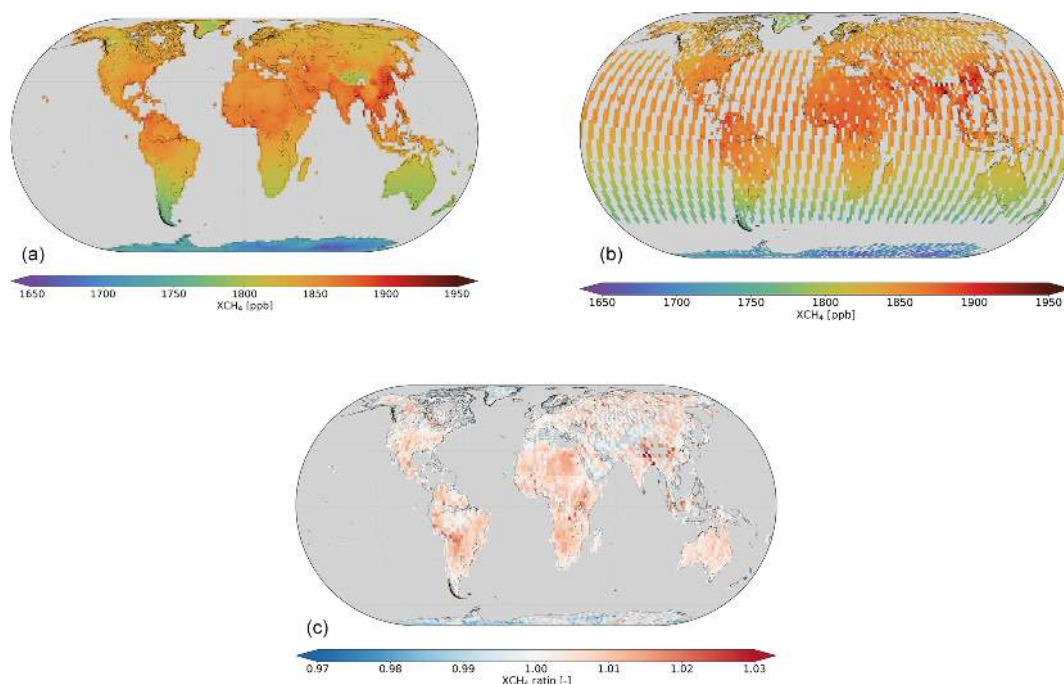 (a)
1650 1700 1750 1800 1850 1900 1950
XCH₄ [ppb]
(b)
1650 1700 1750 1800 1850 1900 1950
XCH₄ [ppb]
(c)
0.97 0.98 0.99 1.00 1.01 1.02 1.03
XCH₄ ratio [-]